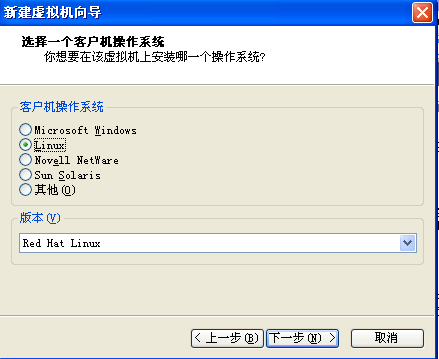 新建虚拟机向导
选择一个客户机操作系统
你想要在该虚拟机上安装哪一个操作系统?
客户机操作系统
Microsoft Windows
Linux
Novell NetWare
Sun Solaris
其他(O)
版本(V)
Red Hat Linux
< 上一步(B) 下一步(N) > 取消